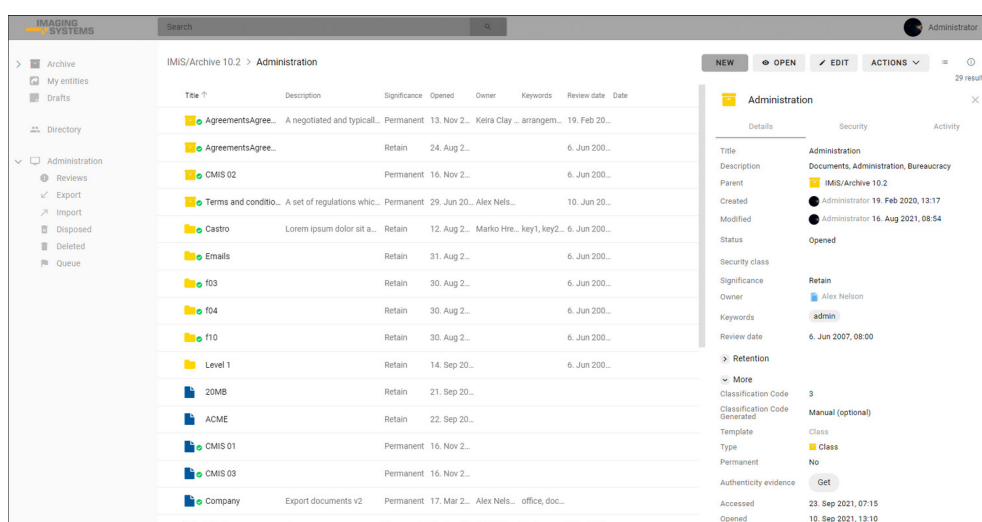 IMAGING
SYSTEMS
Search
Administrator
Archive
My entities
Drafts
Directory
Administration
Reviews
Export
Import
Disposed
Deleted
Queue
IMiS/Archive 10.2 > Administration
NEW OPEN EDIT ACTIONS
29 result
Title Description Significance Opened Owner Keywords Review date Date
AgreementsAgree... A negotiated and typicall... Permanent 13. Nov 2... Keira Clay ... arrangem... 19. Feb 20...
AgreementsAgree... Retain 24. Aug 2... 6. Jun 200...
CMIS 02 Permanent 16. Nov 2... 6. Jun 200...
Terms and conditio... A set of regulations whic... Permanent 29. Jun 20... Alex Nels... 10. Jun 20...
Castro Lorem ipsum dolor sit a... Retain 12. Aug 2... Marko Hre... key1, key2... 6. Jun 200...
Emails Retain 31. Aug 2... 6. Jun 200...
f03 Retain 30. Aug 2... 6. Jun 200...
f04 Retain 30. Aug 2... 6. Jun 200...
f10 Retain 30. Aug 2... 6. Jun 200...
Level 1 Retain 14. Sep 20... 6. Jun 200...
20MB Retain 21. Sep 20...
ACME Retain 22. Sep 20...
CMIS 01 Permanent 16. Nov 2...
CMIS 03 Permanent 16. Nov 2...
Company Export documents v2 Permanent 17. Mar 2... Alex Nels... office, doc...
Administration
Details Security Activity
Title Administration
Description Documents, Administration, Bureaucracy
Parent IMiS/Archive 10.2
Created Administrator 19. Feb 2020, 13:17
Modified Administrator 16. Aug 2021, 08:54
Status Opened
Security class
Significance Retain
Owner Alex Nelson
Keywords admin
Review date 6. Jun 2007, 08:00
Retention
More
Classification Code 3
Classification Code
Generated Manual (optional)
Template Class
Type Class
Permanent No
Authenticity evidence Get
Accessed 23. Sep 2021, 07:15
Opened 10. Sep 2021, 13:10